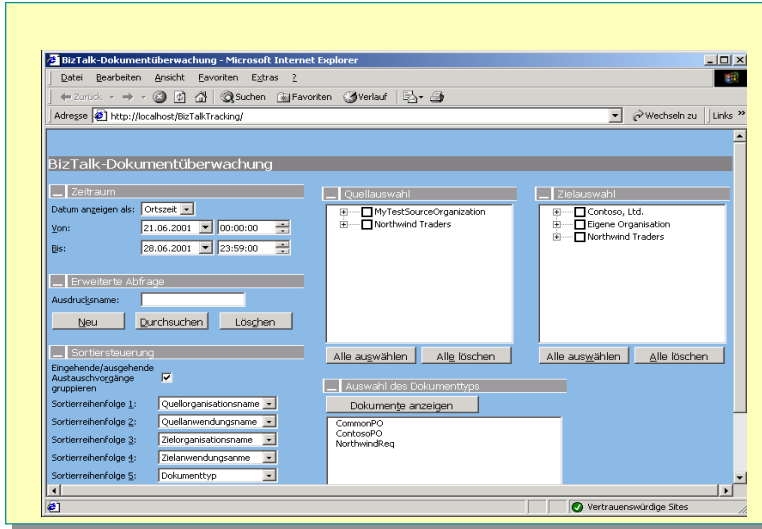 BizTalk-Dokumentüberwachung - Microsoft Internet Explorer
Datei Bearbeiten Ansicht Favoriten Extras ?
Zurück Suchen Favoriten Verlauf
Adresse http://localhost/BizTalkTracking/ Wechseln zu Links »
BizTalk-Dokumentüberwachung
Zeitraum
Datum anzeigen als: Ortszeit
Von: 21.06.2001 00:00:00
Bis: 28.06.2001 23:59:00
Erweiterte Abfrage
Ausdrucksname:
Neu Durchsuchen Löschen
Sortiersteuerung
Eingehende/ausgehende
Austauschvorgänge
gruppieren
Sortierreihenfolge 1: Quellorganisationsname
Sortierreihenfolge 2: Quellanwendungsname
Sortierreihenfolge 3: Zielorganisationsname
Sortierreihenfolge 4: Zielanwendungsanme
Sortierreihenfolge 5: Dokumenttyp
Quellauswahl
MyTestSourceOrganization
Northwind Traders
Alle auswählen Alle löschen
Zielauswahl
Contoso, Ltd.
Eigene Organisation
Northwind Traders
Alle auswählen Alle löschen
Auswahl des Dokumenttyps
Dokumente anzeigen
CommonPO
ContosoPO
NorthwindReq
Vertrauenswürdige Sites